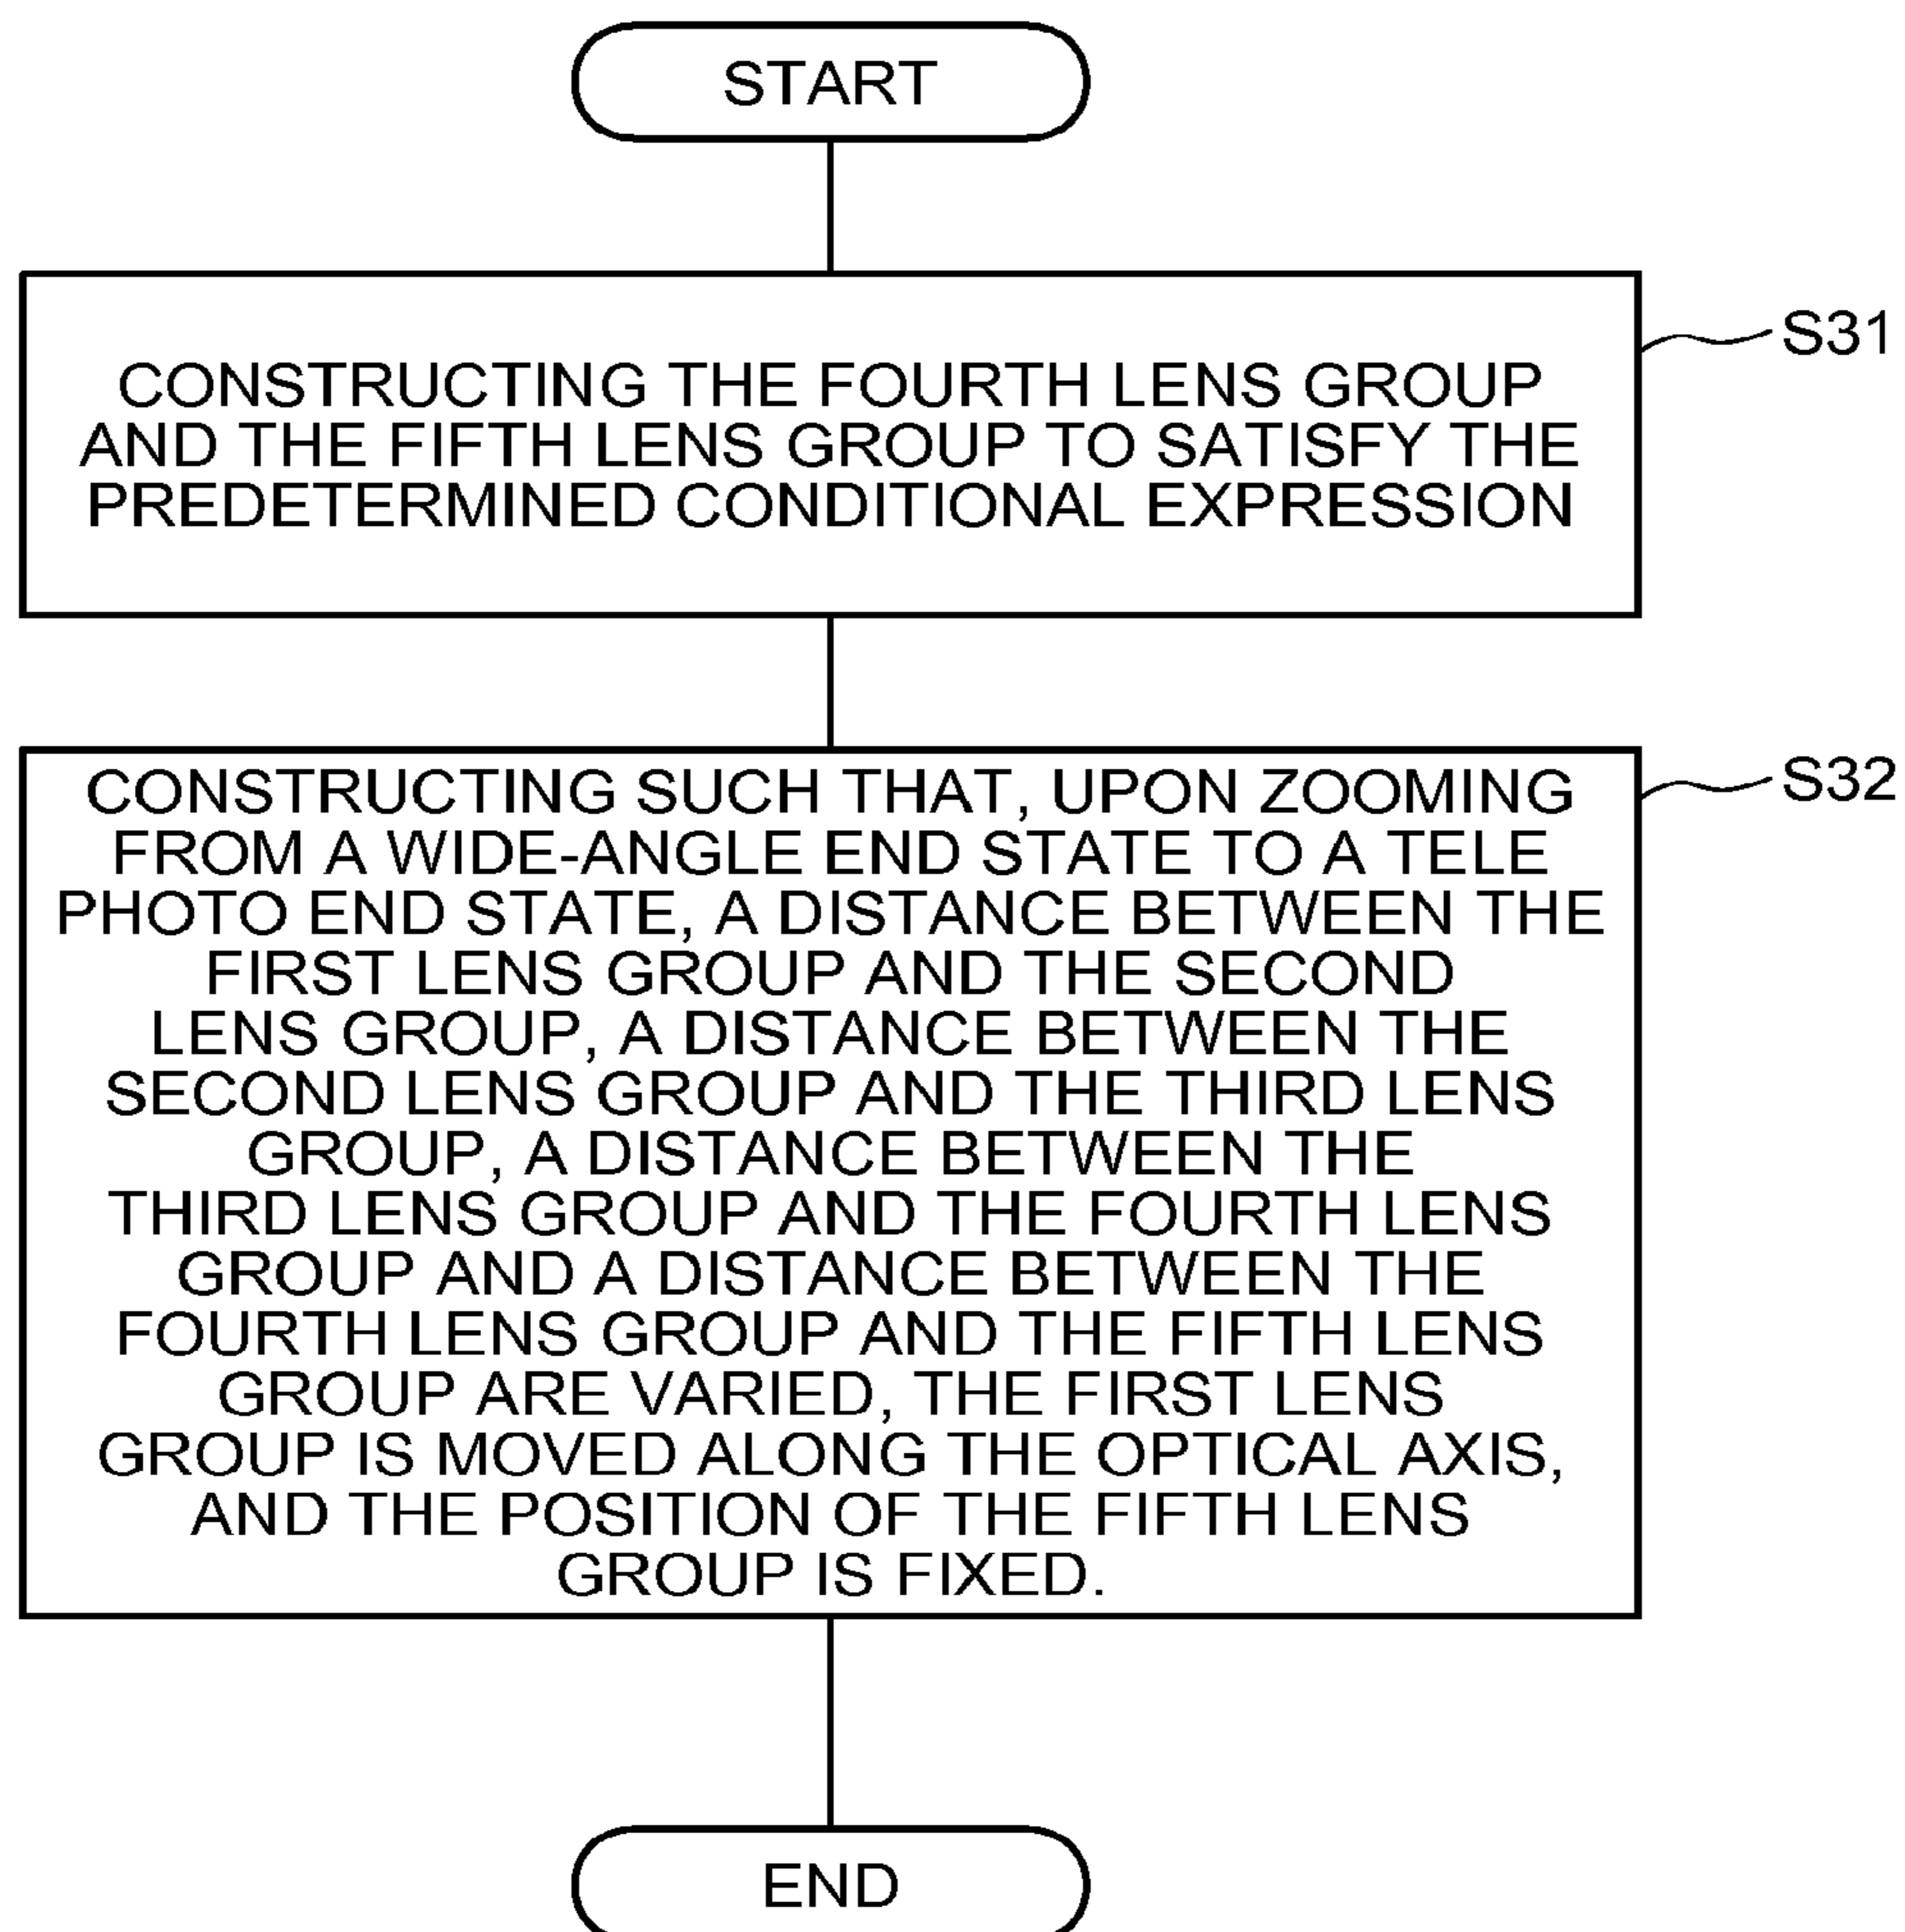 START
S31
CONSTRUCTING THE FOURTH LENS GROUP
AND THE FIFTH LENS GROUP TO SATISFY THE
PREDETERMINED CONDITIONAL EXPRESSION
S32
CONSTRUCTING SUCH THAT, UPON ZOOMING
FROM A WIDE-ANGLE END STATE TO A TELE
PHOTO END STATE, A DISTANCE BETWEEN THE
FIRST LENS GROUP AND THE SECOND
LENS GROUP, A DISTANCE BETWEEN THE
SECOND LENS GROUP AND THE THIRD LENS
GROUP, A DISTANCE BETWEEN THE
THIRD LENS GROUP AND THE FOURTH LENS
GROUP AND A DISTANCE BETWEEN THE
FOURTH LENS GROUP AND THE FIFTH LENS
GROUP ARE VARIED, THE FIRST LENS
GROUP IS MOVED ALONG THE OPTICAL AXIS,
AND THE POSITION OF THE FIFTH LENS
GROUP IS FIXED.
END